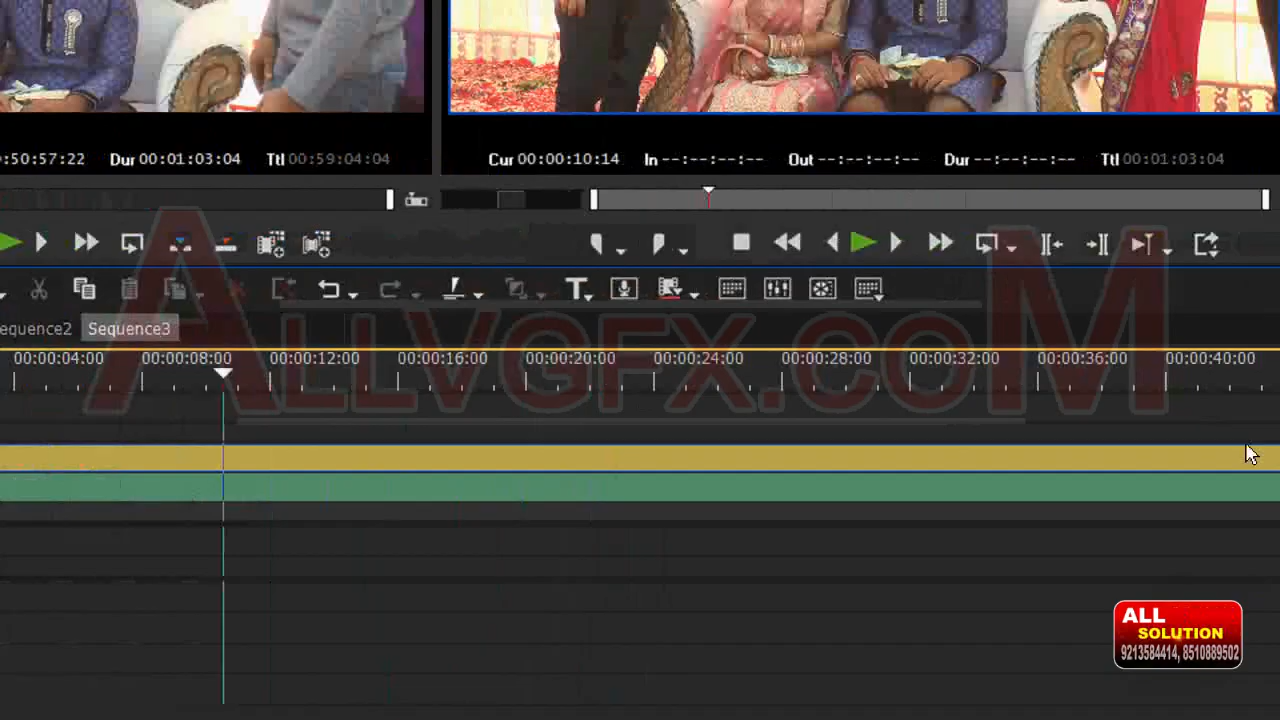 :50:57:22 Dur 00:01:03:04 Ttl 00:59:04:04
Cur 00:00:10:14 In --:--:--:-- Out --:--:--:-- Dur --:--:--:-- Ttl 00:01:03:04
equence2 Sequence3
00:00:04:00 00:00:08:00 00:00:12:00 00:00:16:00 00:00:20:00 00:00:24:00 00:00:28:00 00:00:32:00 00:00:36:00 00:00:40:00
ALLVGFX.COM
ALL
SOLUTION
9213584414, 8510889502